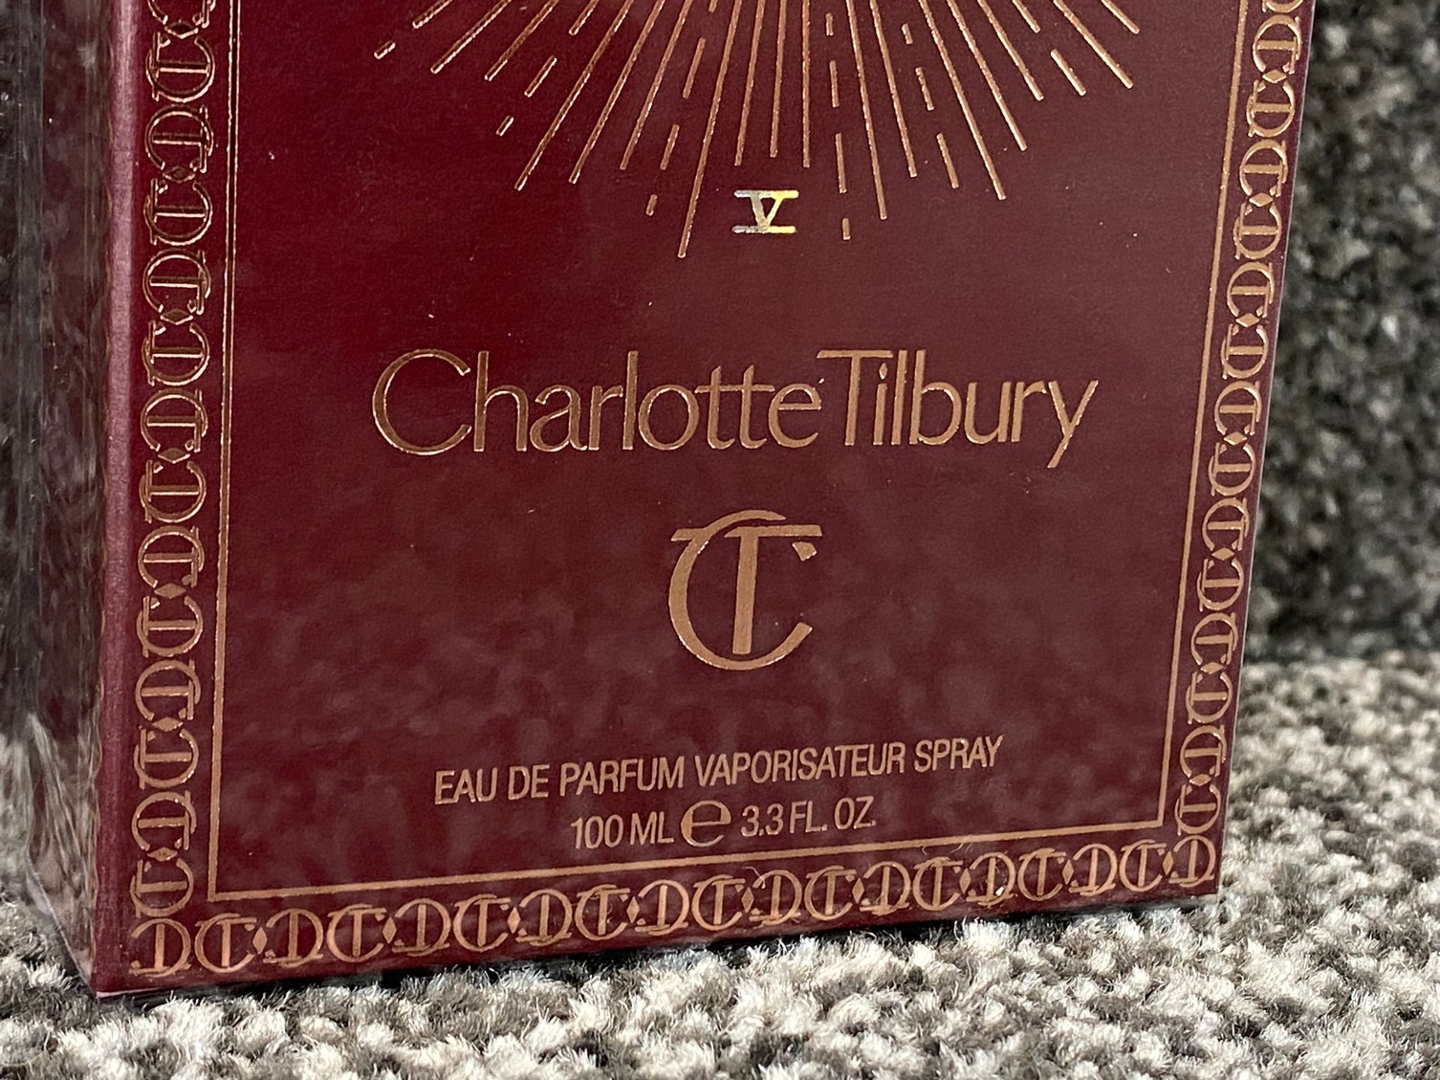 V
Charlotte Tilbury
CT
EAU DE PARFUM VAPORISATEUR SPRAY
100 ML ℮ 3.3 FL. OZ.